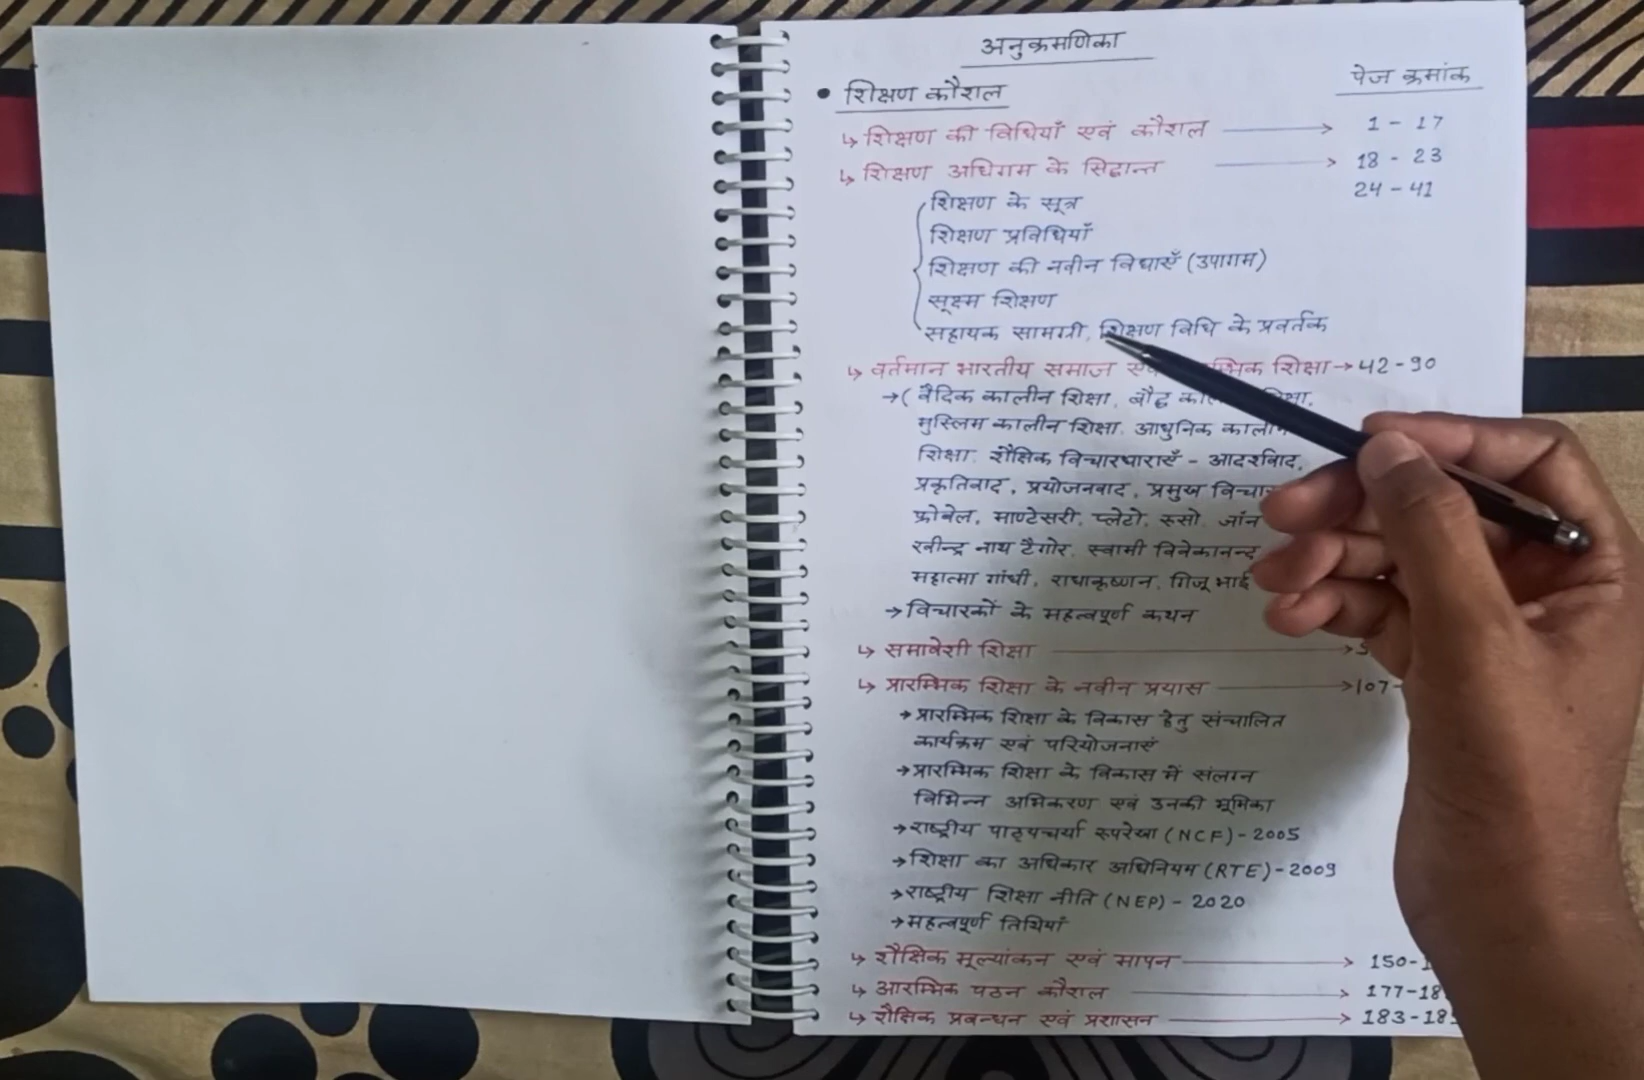 अनुक्रमणिका
पेज क्रमांक
• शिक्षण कौशल
↳ शिक्षण की विधियाँ एवं कौशल → 1 - 17
↳ शिक्षण अधिगम के सिद्धान्त → 18 - 23
24 - 41
शिक्षण के सूत्र
शिक्षण प्रविधियाँ
शिक्षण की नवीन विधाएँ (उपागम)
सूक्ष्म शिक्षण
सहायक सामग्री, शिक्षण विधि के प्रवर्तक
↳ वर्तमान भारतीय समाज एवं शिक्षा → 42 - 90
→ ( वैदिक कालीन शिक्षा, बौद्ध
मुस्लिम कालीन शिक्षा, आधुनिक कालीन
शिक्षा, शैक्षिक विचारधाराएँ - आदर्शवाद,
प्रकृतिवाद, प्रयोजनवाद, प्रमुख
फ्रोबेल, माण्टेसरी, प्लेटो, रूसो, जॉन
रवीन्द्र नाथ टैगोर, स्वामी विवेकानन्द
महात्मा गांधी, राधाकृष्णन, गिजू भाई
→ विचारकों के महत्वपूर्ण कथन
↳ समावेशी शिक्षा →
↳ प्रारम्भिक शिक्षा के नवीन प्रयास → 107 -
→ प्रारम्भिक शिक्षा के विकास हेतु संचालित
कार्यक्रम एवं परियोजनाएं
→ प्रारम्भिक शिक्षा के विकास में संलग्न
विभिन्न अभिकरण एवं उनकी भूमिका
→ राष्ट्रीय पाठ्यचर्या रुपरेखा (NCF) - 2005
→ शिक्षा का अधिकार अधिनियम (RTE) - 2009
→ राष्ट्रीय शिक्षा नीति (NEP) - 2020
→ महत्वपूर्ण तिथियाँ
↳ शैक्षिक मूल्यांकन एवं मापन → 150 -
↳ आरम्भिक पठन कौशल → 177 -
↳ शैक्षिक प्रबन्धन एवं प्रशासन → 183 -